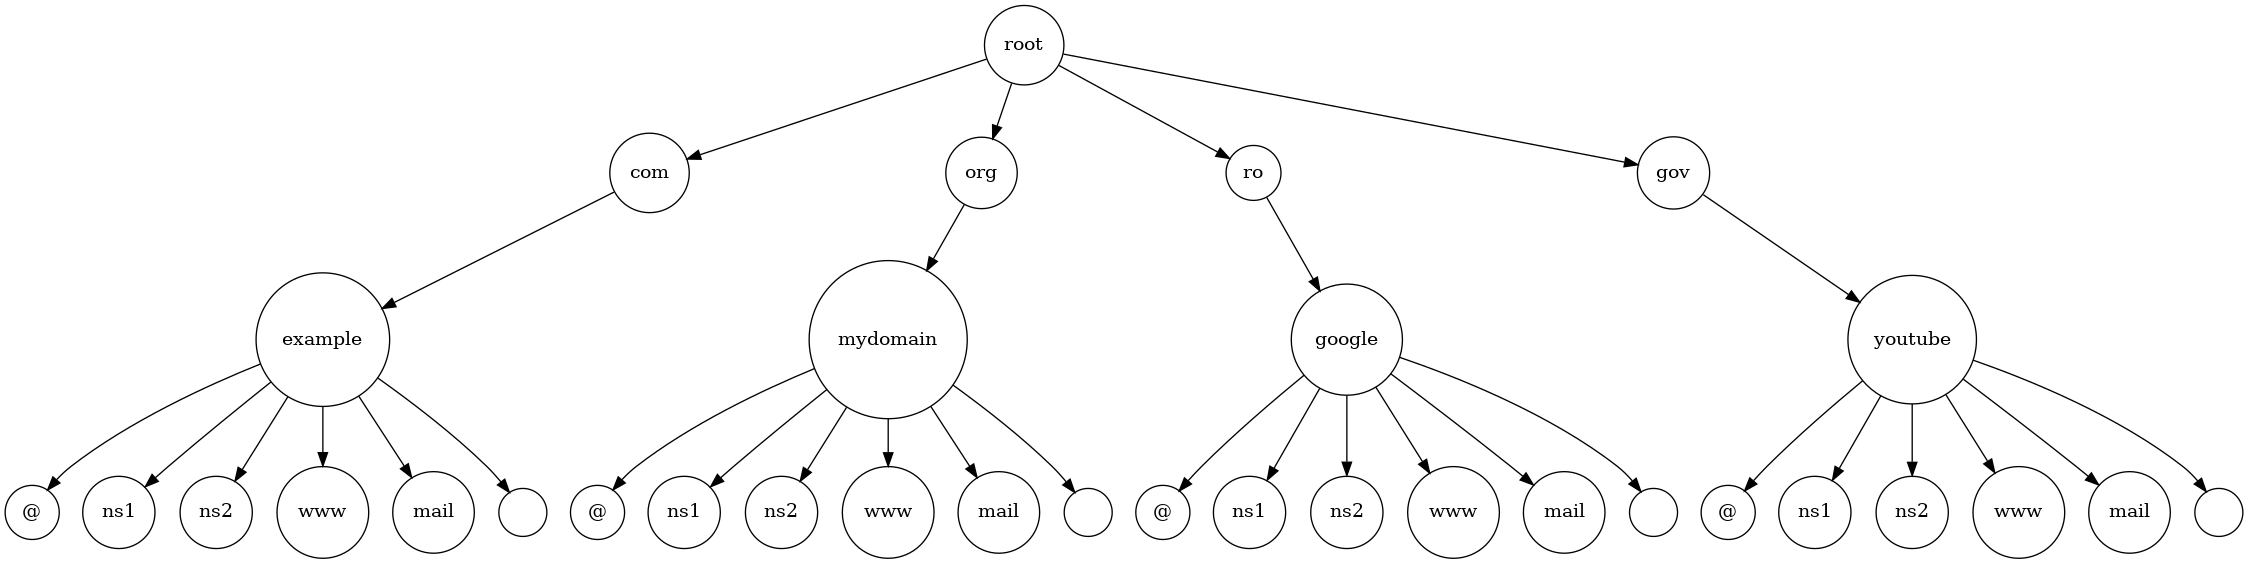 root
com
org
ro
gov
example
mydomain
google
youtube
@
ns1
ns2
www
mail
@
ns1
ns2
www
mail
@
ns1
ns2
www
mail
@
ns1
ns2
www
mail